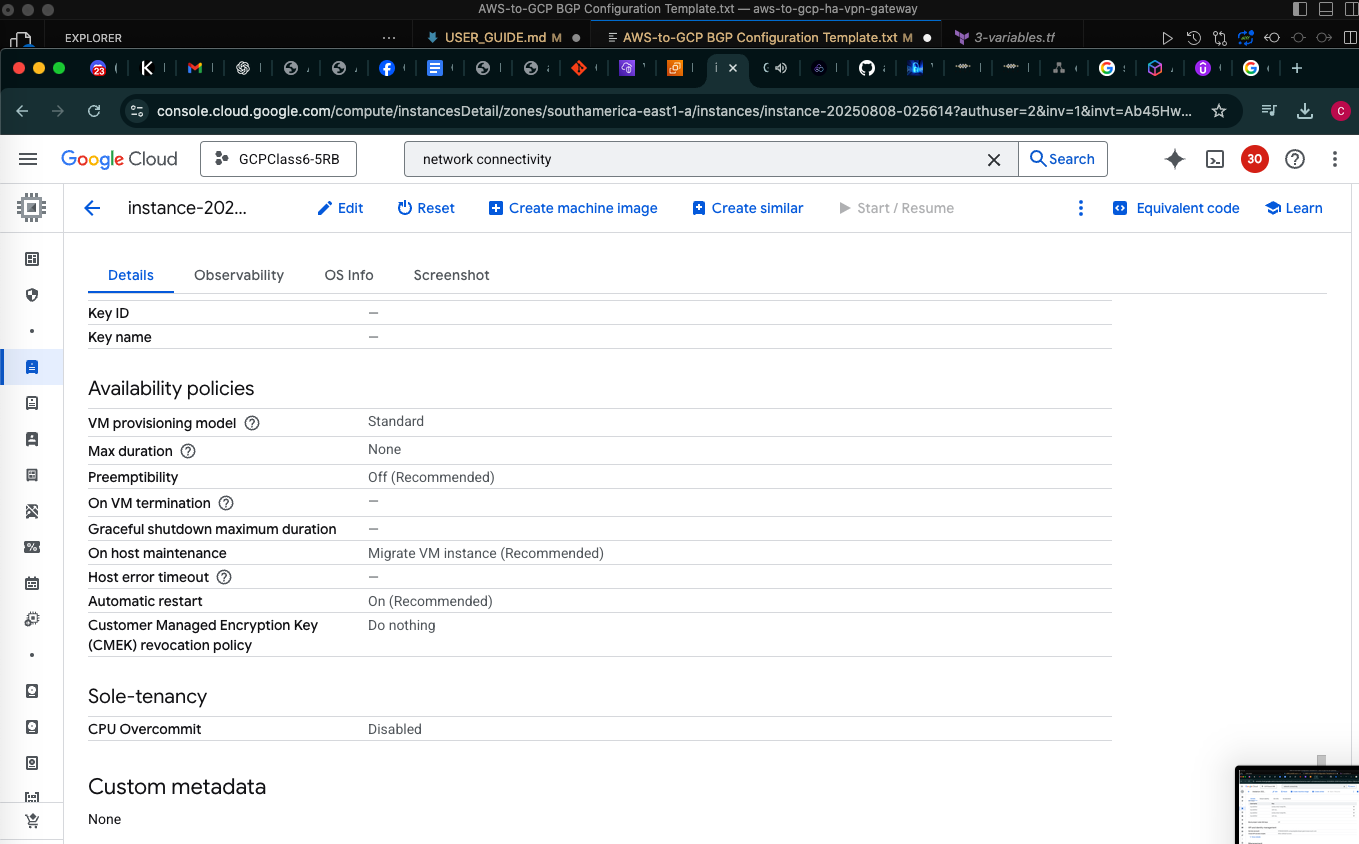 AWS-to-GCP BGP Configuration Template.txt — aws-to-gcp-ha-vpn-gateway
EXPLORER
USER_GUIDE.md M
AWS-to-GCP BGP Configuration Template.txt M
3-variables.tf
23
console.cloud.google.com/compute/instancesDetail/zones/southamerica-east1-a/instances/instance-20250808-025614?authuser=2&inv=1&invt=Ab45Hw...
C
Google Cloud
GCPClass6-5RB
network connectivity
Search
30
instance-202...
Edit
Reset
Create machine image
Create similar
Start / Resume
Equivalent code
Learn
Details
Observability
OS Info
Screenshot
Key ID —
Key name —
Availability policies
VM provisioning model Standard
Max duration None
Preemptibility Off (Recommended)
On VM termination —
Graceful shutdown maximum duration —
On host maintenance Migrate VM instance (Recommended)
Host error timeout —
Automatic restart On (Recommended)
Customer Managed Encryption Key Do nothing
(CMEK) revocation policy
Sole-tenancy
CPU Overcommit Disabled
Custom metadata
None